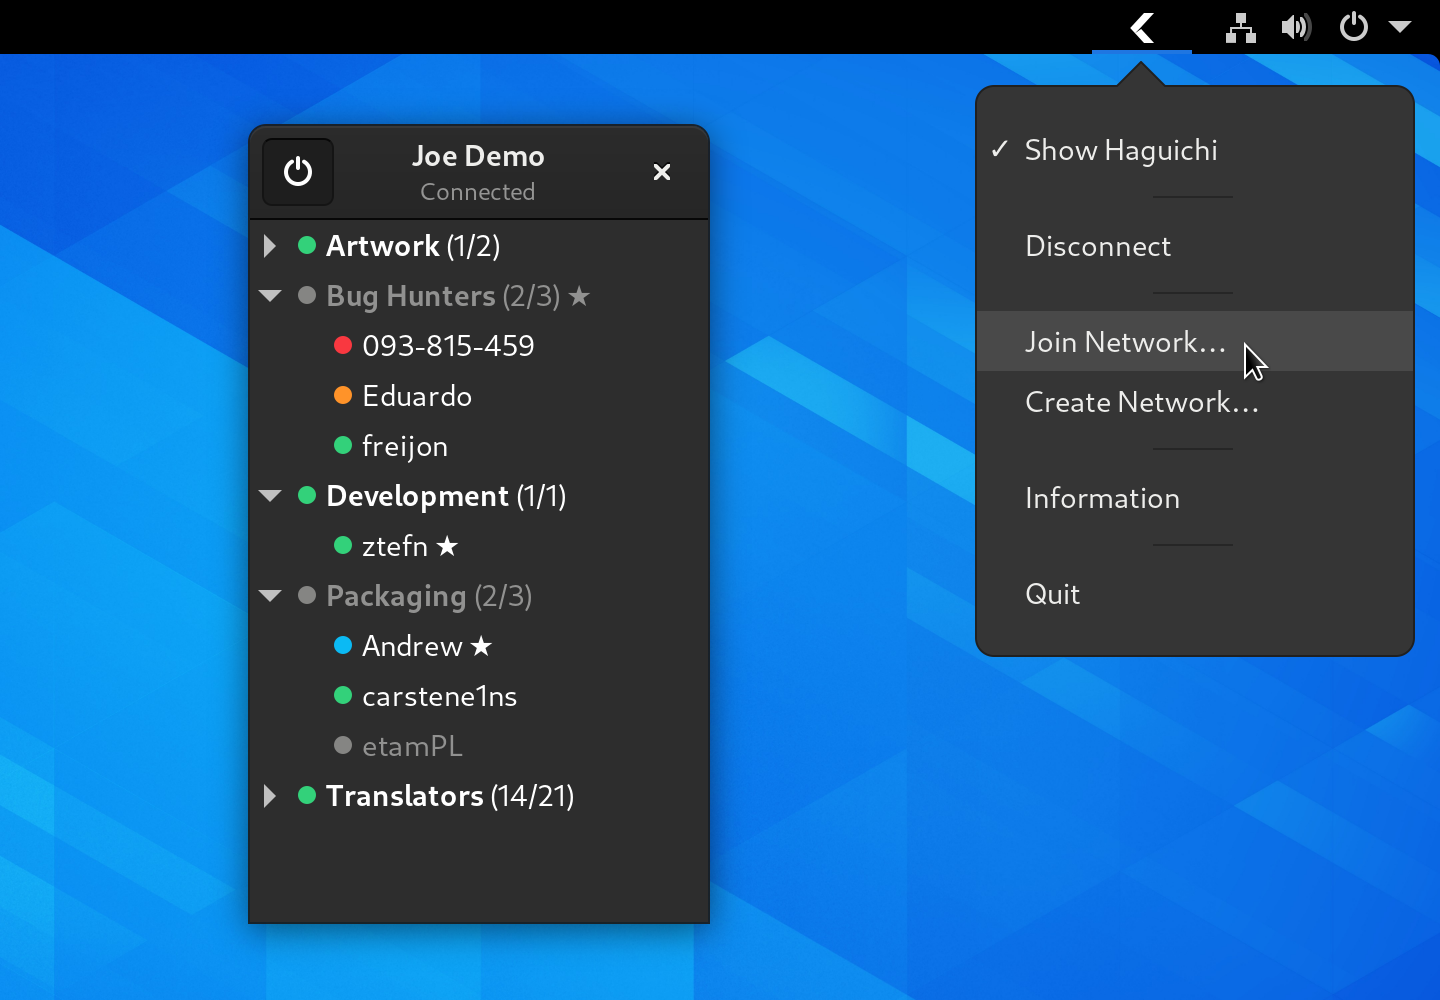 Joe Demo
Connected
Artwork (1/2)
Bug Hunters (2/3) ★
093-815-459
Eduardo
freijon
Development (1/1)
ztefn ★
Packaging (2/3)
Andrew ★
carstene1ns
etamPL
Translators (14/21)
✓ Show Haguichi
Disconnect
Join Network...
Create Network...
Information
Quit